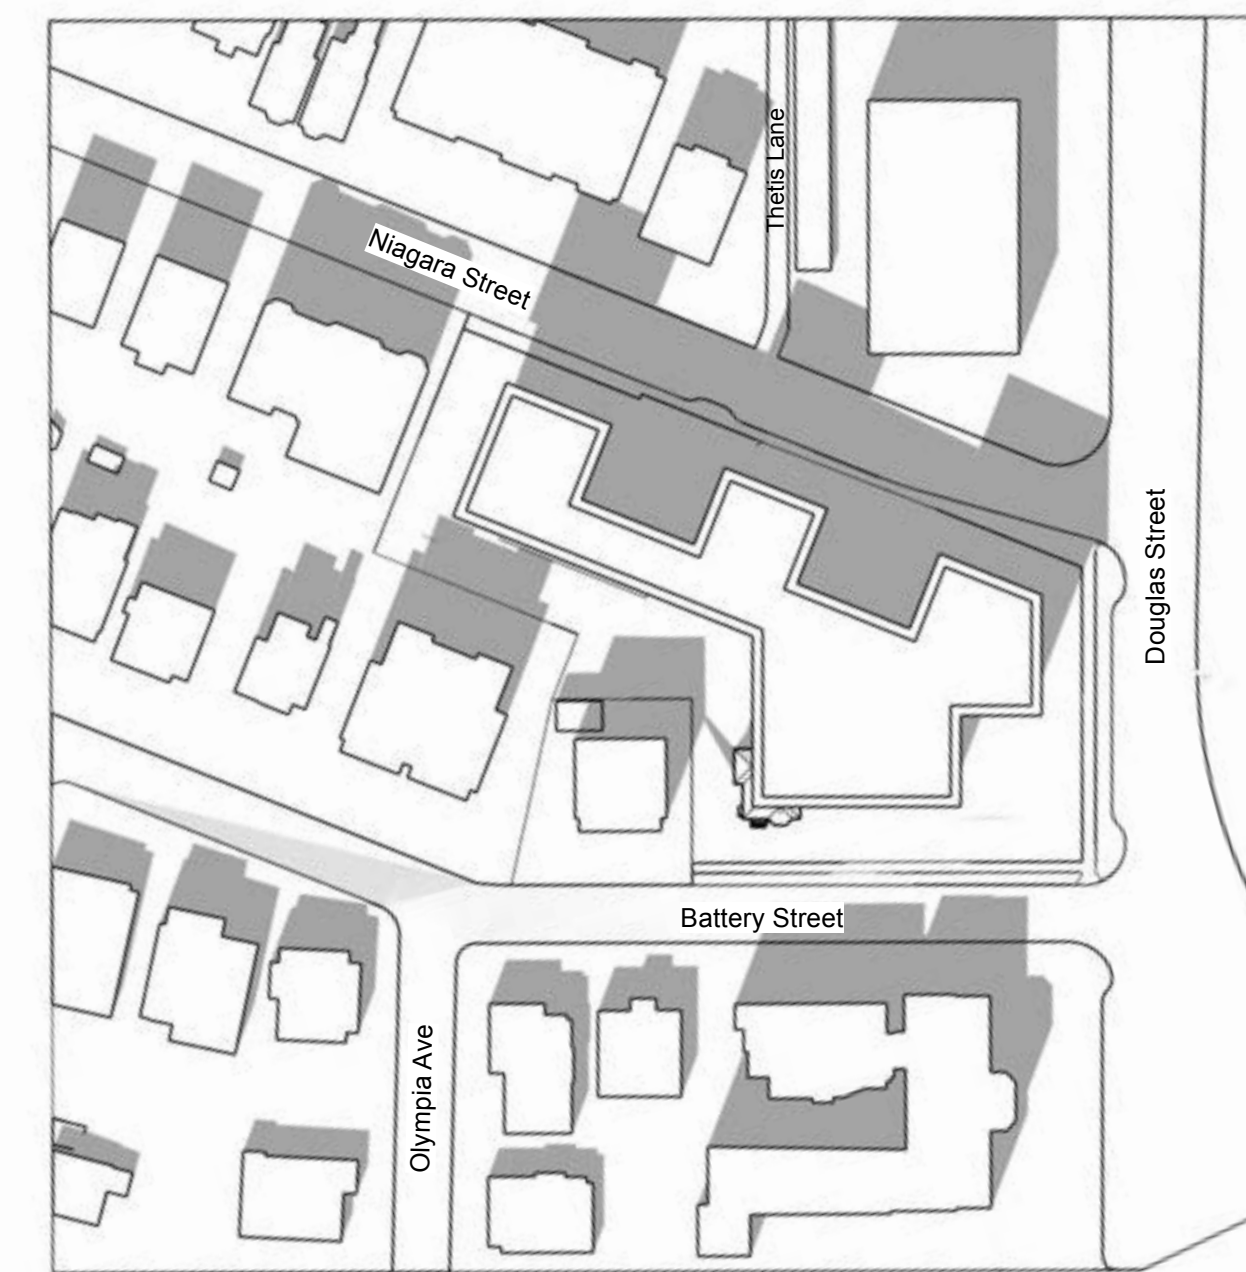 Thetis Lane
Niagara Street
Douglas Street
Battery Street
Olympia Ave